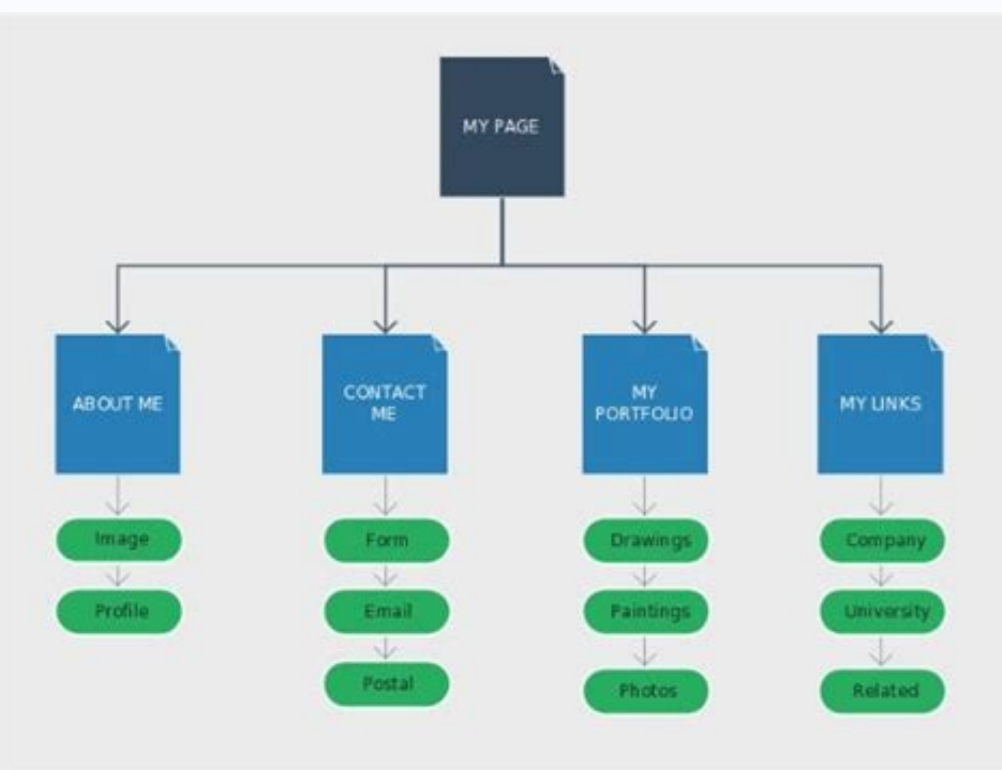 MY PAGE
ABOUT ME
CONTACT
ME
MY
PORTFOLIO
MY LINKS
Image
Form
Drawings
Company
Profile
Email
Paintings
University
Postal
Photos
Related